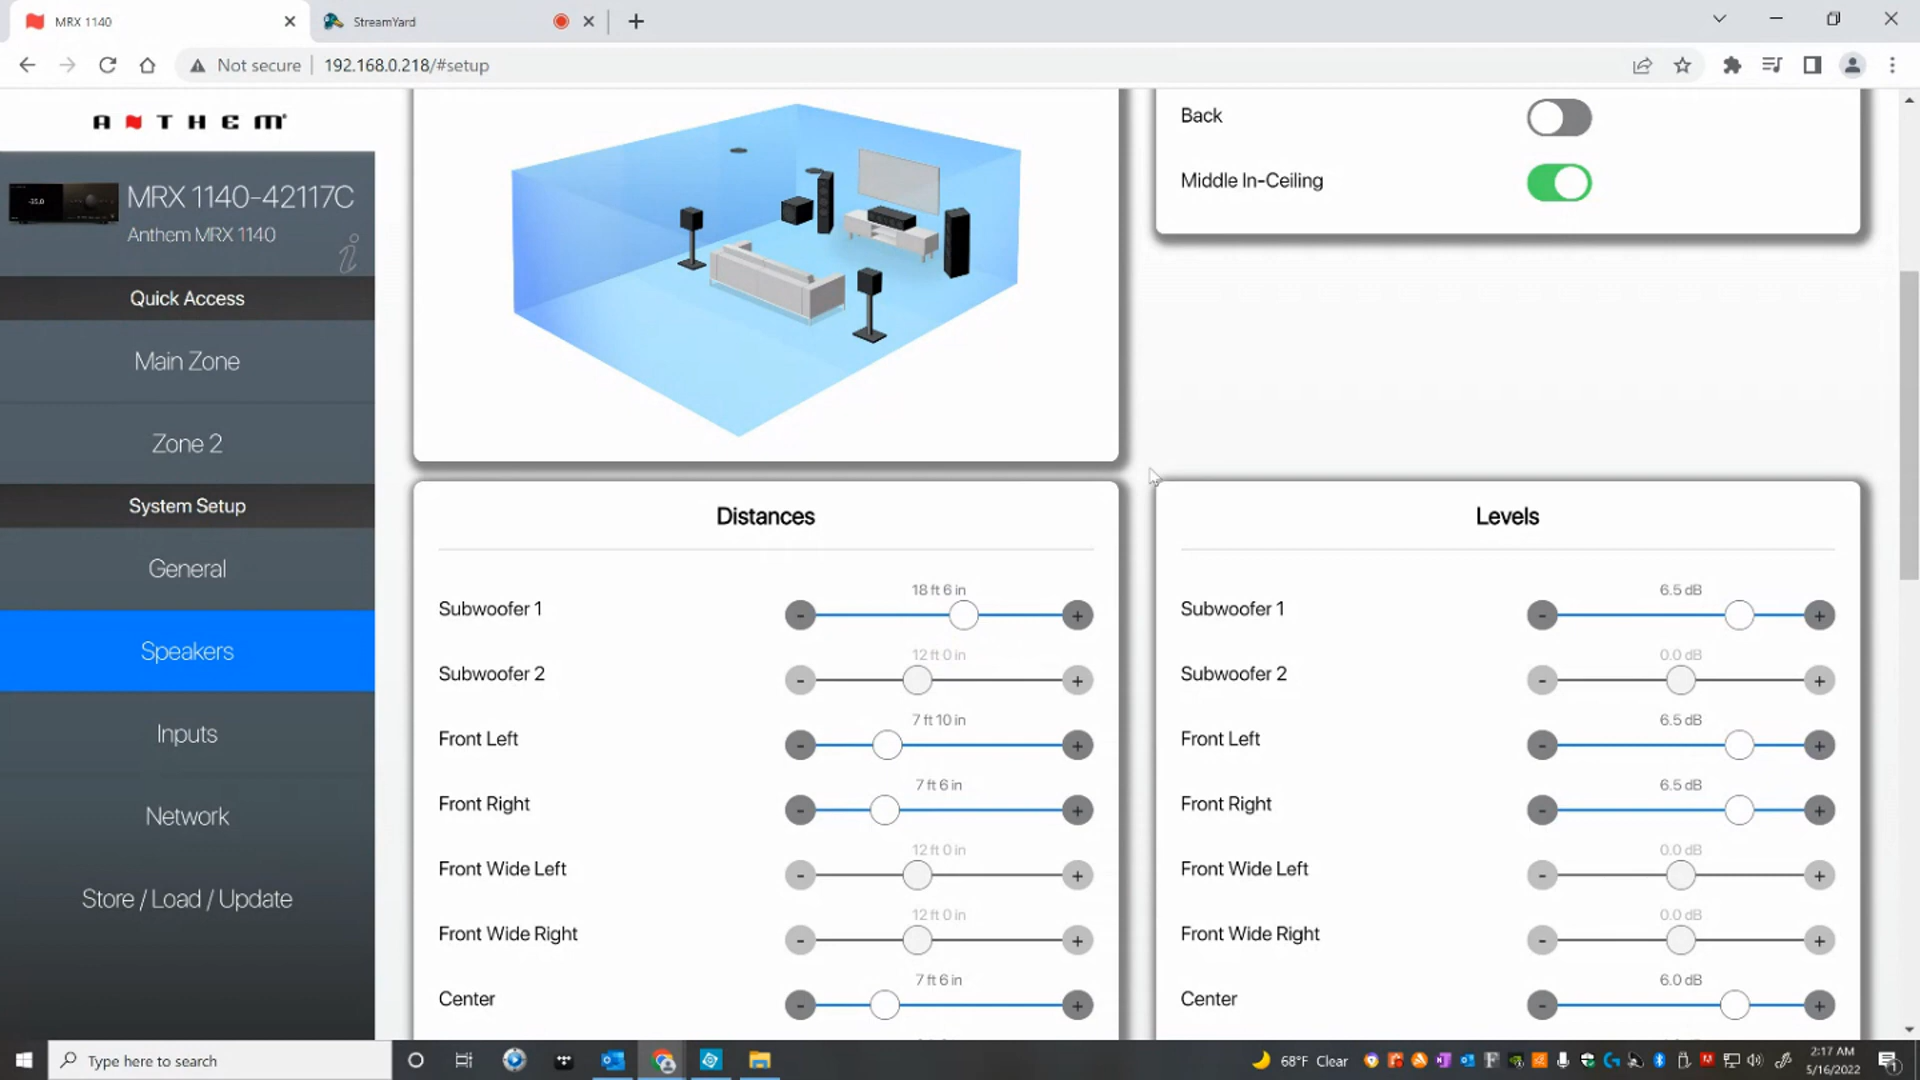 MRX 1140
StreamYard
Not secure
192.168.0.218/#setup
ANTHEM
-35.0
MRX 1140-42117C
Anthem MRX 1140
i
Quick Access
Main Zone
Zone 2
System Setup
General
Speakers
Inputs
Network
Store / Load / Update
Back
Middle In-Ceiling
Distances
Subwoofer 1
18 ft 6 in
Subwoofer 2
12 ft 0 in
Front Left
7 ft 10 in
Front Right
7 ft 6 in
Front Wide Left
12 ft 0 in
Front Wide Right
12 ft 0 in
Center
7 ft 6 in
Levels
Subwoofer 1
6.5 dB
Subwoofer 2
0.0 dB
Front Left
6.5 dB
Front Right
6.5 dB
Front Wide Left
0.0 dB
Front Wide Right
0.0 dB
Center
6.0 dB
Type here to search
68°F Clear
2:17 AM
5/16/2022